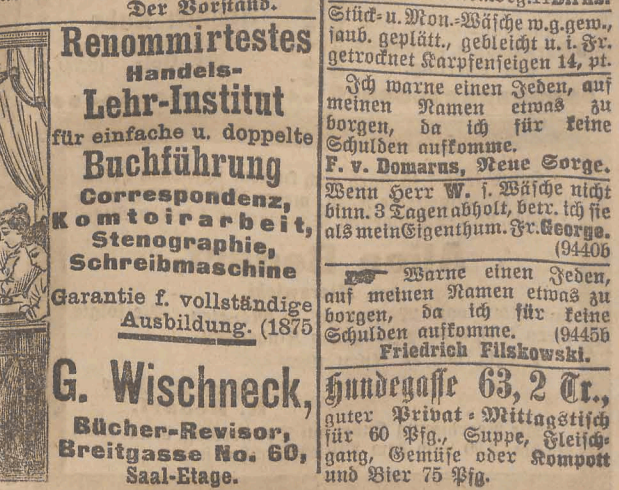 Der Vorstand.
Renommirtestes
Handels-
Lehr-Institut
für einfache u. doppelte
Buchführung
Correspondenz,
Komtoirarbeit,
Stenographie,
Schreibmaschine
Garantie f. vollständige
Ausbildung. (1875
G. Wischneck,
Bücher-Revisor,
Breitgasse No. 60,
Saal-Etage.
Stück- u. Mon.-Wäsche w. g. gew.,
saub. geplätt., gebleicht u. i. Fr.
getrocknet Karpfenseigen 14, pt.
Ich warne einen Jeden, auf
meinen Namen etwas zu
borgen, da ich für keine
Schulden aufkomme.
F. v. Domarus, Neue Sorge.
Wenn Herr W. s. Wäsche nicht
binn. 3 Tagen abholt, betr. ich sie
als mein Eigenthum. Fr. George.
(9440b
Warne einen Jeden,
auf meinen Namen etwas zu
borgen, da ich für keine
Schulden aufkomme. (9445b
Friedrich Filskowski.
Hundegasse 63, 2 Tr.,
guter Privat-Mittagstisch
für 60 Pfg., Suppe, Fleisch-
gang, Gemüse oder Kompott
und Bier 75 Pfg.